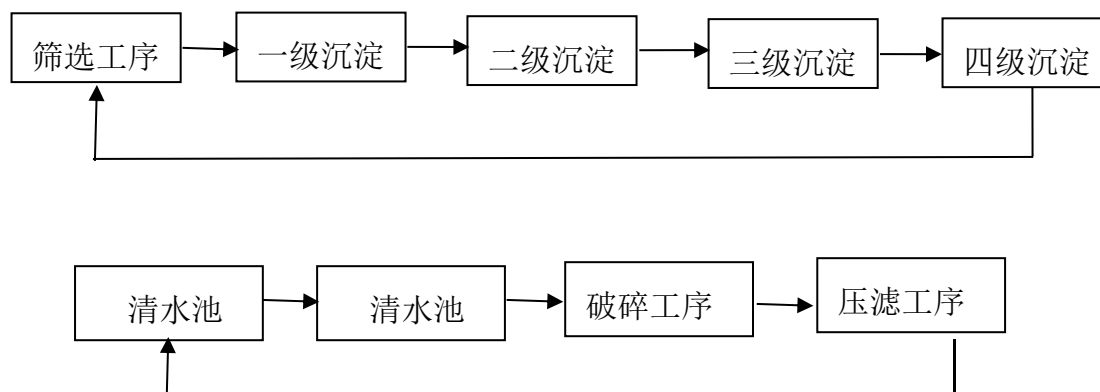 筛选工序
一级沉淀
二级沉淀
三级沉淀
四级沉淀
清水池
清水池
破碎工序
压滤工序